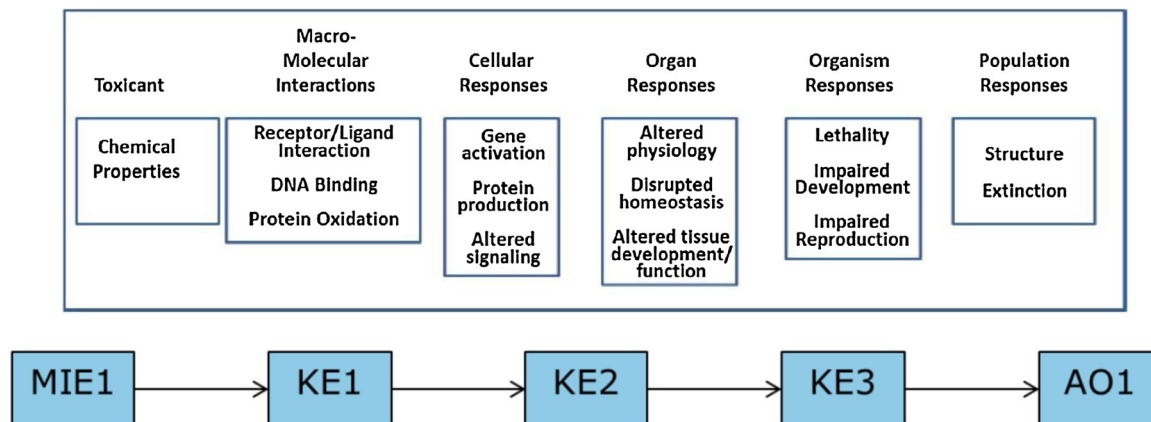 Toxicant
Macro-
Molecular
Interactions
Cellular
Responses
Organ
Responses
Organism
Responses
Population
Responses
Chemical
Properties
Receptor/Ligand
Interaction
DNA Binding
Protein Oxidation
Gene
activation
Protein
production
Altered
signaling
Altered
physiology
Disrupted
homeostasis
Altered tissue
development/
function
Lethality
Impaired
Development
Impaired
Reproduction
Structure
Extinction
MIE1
KE1
KE2
KE3
AO1